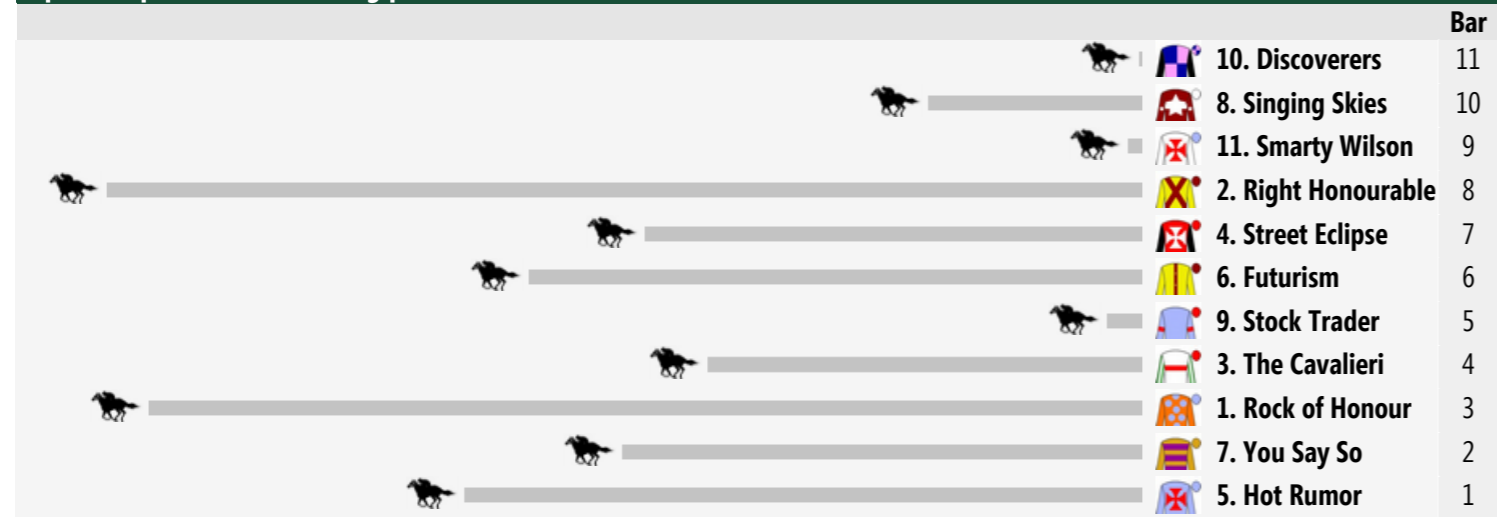 Bar
10. Discoverers 11
8. Singing Skies 10
11. Smarty Wilson 9
2. Right Honourable 8
4. Street Eclipse 7
6. Futurism 6
9. Stock Trader 5
3. The Cavalieri 4
1. Rock of Honour 3
7. You Say So 2
5. Hot Rumor 1